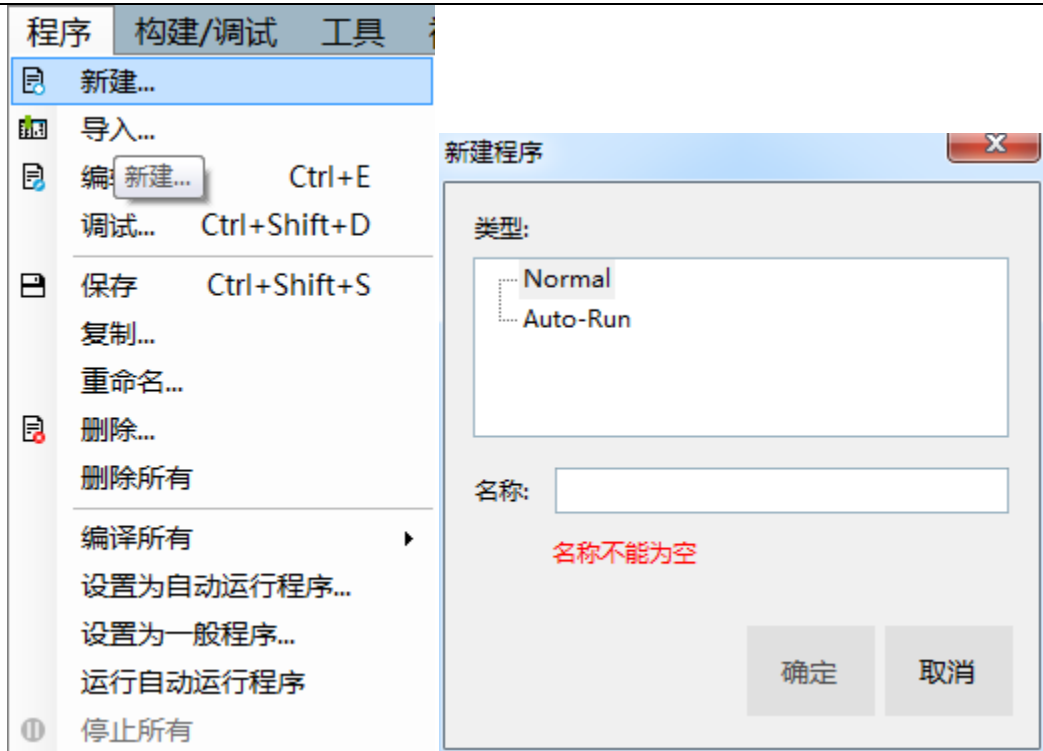 程序 构建/调试 工具
新建...
导入...
新建...
Ctrl+E
调试... Ctrl+Shift+D
保存 Ctrl+Shift+S
复制...
重命名...
删除...
删除所有
编译所有
设置为自动运行程序...
设置为一般程序...
运行自动运行程序
停止所有
新建程序
类型:
Normal
Auto-Run
名称:
名称不能为空
确定 取消